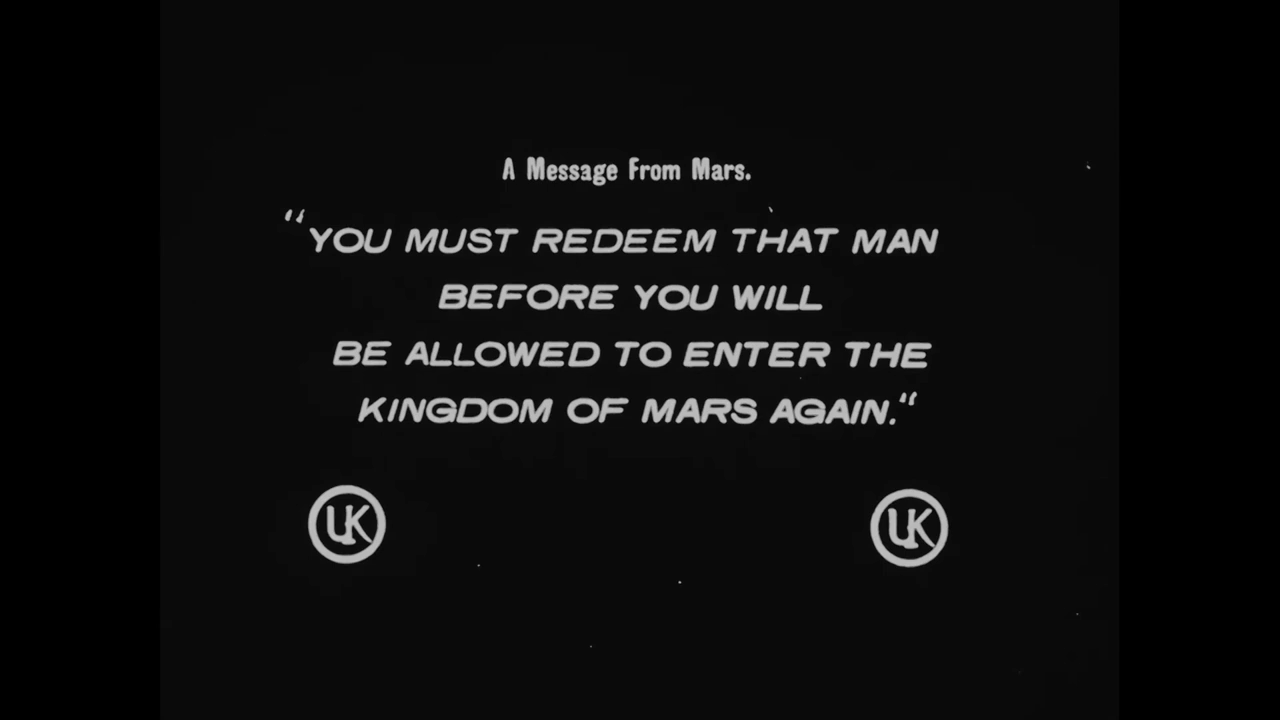 A Message From Mars.
"YOU MUST REDEEM THAT MAN
BEFORE YOU WILL
BE ALLOWED TO ENTER THE
KINGDOM OF MARS AGAIN."
UK UK